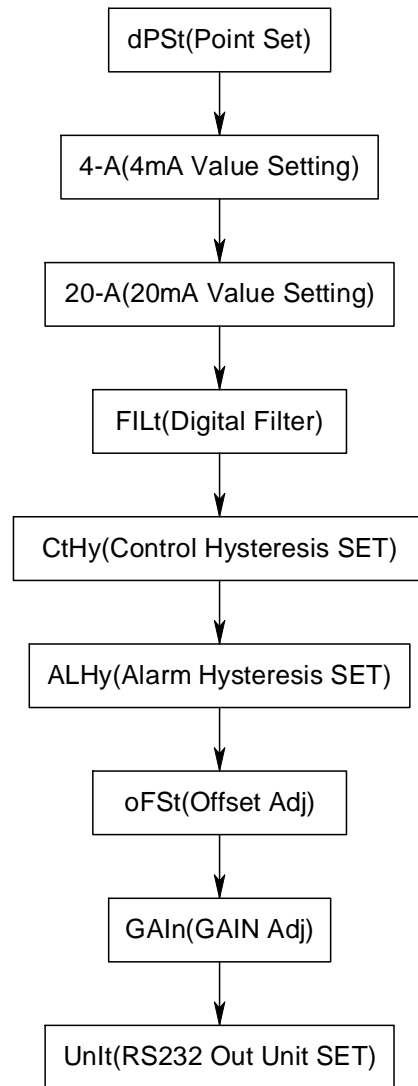 dPSt(Point Set)
4-A(4mA Value Setting)
20-A(20mA Value Setting)
FILt(Digital Filter)
CtHy(Control Hysteresis SET)
ALHy(Alarm Hysteresis SET)
oFSt(Offset Adj)
GAIn(GAIN Adj)
UnIt(RS232 Out Unit SET)